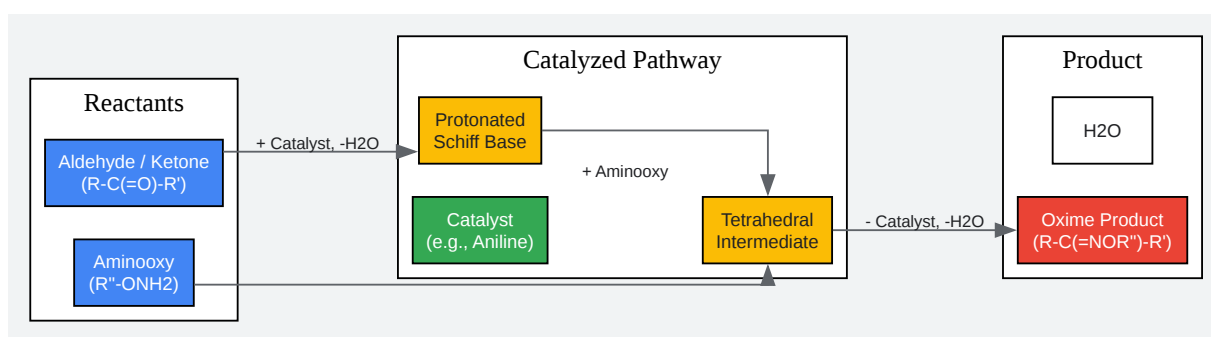 Reactants
Aldehyde / Ketone
(R-C(=O)-R')
Aminooxy
(R"-ONH2)
+ Catalyst, -H2O
Catalyzed Pathway
Protonated
Schiff Base
+ Aminooxy
Catalyst
(e.g., Aniline)
Tetrahedral
Intermediate
- Catalyst, -H2O
Product
H2O
Oxime Product
(R-C(=NOR")-R')